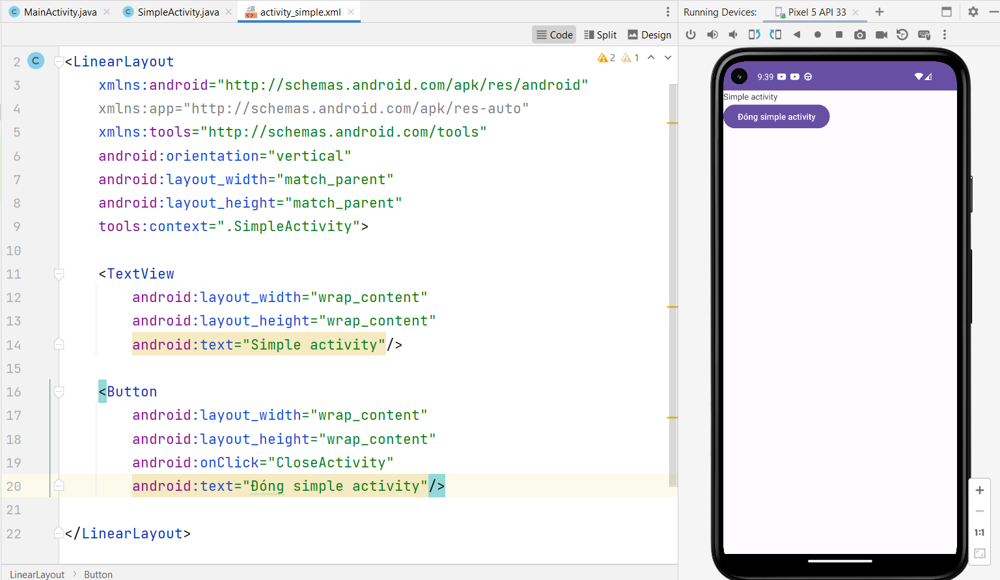 MainActivity.java
SimpleActivity.java
activity_simple.xml
Running Devices:
Pixel 5 API 33
Code
Split
Design
2
1
2 <LinearLayout
3 xmlns:android="http://schemas.android.com/apk/res/android"
4 xmlns:app="http://schemas.android.com/apk/res-auto"
5 xmlns:tools="http://schemas.android.com/tools"
6 android:orientation="vertical"
7 android:layout_width="match_parent"
8 android:layout_height="match_parent"
9 tools:context=".SimpleActivity">
10
11 <TextView
12 android:layout_width="wrap_content"
13 android:layout_height="wrap_content"
14 android:text="Simple activity"/>
15
16 <Button
17 android:layout_width="wrap_content"
18 android:layout_height="wrap_content"
19 android:onClick="CloseActivity"
20 android:text="Đóng simple activity"/>
21
22 </LinearLayout>
LinearLayout > Button
9:39
Simple activity
Đóng simple activity
1:1